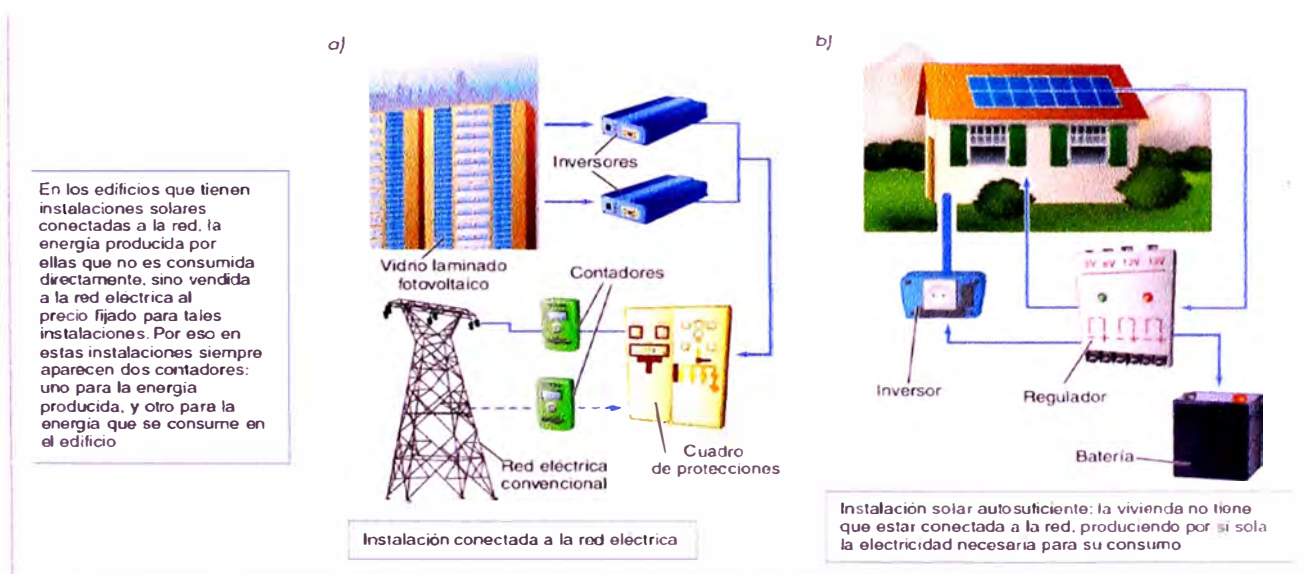 a)
b)
En los edificios que tienen
instalaciones solares
conectadas a la red, la
energía producida por
ellas que no es consumida
directamente, sino vendida
a la red eléctrica al
precio fijado para tales
instalaciones. Por eso en
estas instalaciones siempre
aparecen dos contadores:
uno para la energía
producida, y otro para la
energía que se consume en
el edificio
Inversores
Vidrio laminado
fotovoltaico
Contadores
Cuadro
de protecciones
Red eléctrica
convencional
Instalación conectada a la red eléctrica
Inversor
Regulador
Batería
Instalación solar autosuficiente: la vivienda no tiene
que estar conectada a la red, produciendo por si sola
la electricidad necesaria para su consumo